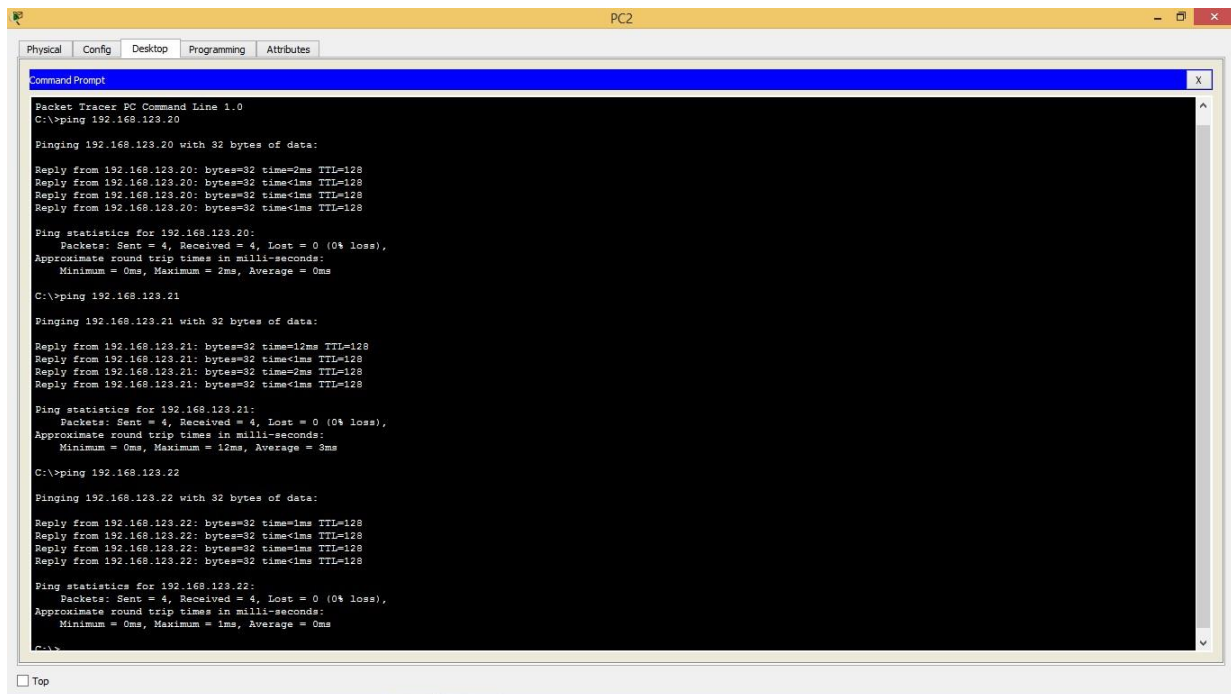 PC2
Physical Config Desktop Programming Attributes
Command Prompt X
Packet Tracer PC Command Line 1.0
C:\>ping 192.168.123.20
Pinging 192.168.123.20 with 32 bytes of data:
Reply from 192.168.123.20: bytes=32 time=2ms TTL=128
Reply from 192.168.123.20: bytes=32 time<1ms TTL=128
Reply from 192.168.123.20: bytes=32 time<1ms TTL=128
Reply from 192.168.123.20: bytes=32 time<1ms TTL=128
Ping statistics for 192.168.123.20:
Packets: Sent = 4, Received = 4, Lost = 0 (0% loss),
Approximate round trip times in milli-seconds:
Minimum = 0ms, Maximum = 2ms, Average = 0ms
C:\>ping 192.168.123.21
Pinging 192.168.123.21 with 32 bytes of data:
Reply from 192.168.123.21: bytes=32 time=12ms TTL=128
Reply from 192.168.123.21: bytes=32 time<1ms TTL=128
Reply from 192.168.123.21: bytes=32 time=2ms TTL=128
Reply from 192.168.123.21: bytes=32 time<1ms TTL=128
Ping statistics for 192.168.123.21:
Packets: Sent = 4, Received = 4, Lost = 0 (0% loss),
Approximate round trip times in milli-seconds:
Minimum = 0ms, Maximum = 12ms, Average = 3ms
C:\>ping 192.168.123.22
Pinging 192.168.123.22 with 32 bytes of data:
Reply from 192.168.123.22: bytes=32 time=1ms TTL=128
Reply from 192.168.123.22: bytes=32 time<1ms TTL=128
Reply from 192.168.123.22: bytes=32 time=1ms TTL=128
Reply from 192.168.123.22: bytes=32 time<1ms TTL=128
Ping statistics for 192.168.123.22:
Packets: Sent = 4, Received = 4, Lost = 0 (0% loss),
Approximate round trip times in milli-seconds:
Minimum = 0ms, Maximum = 1ms, Average = 0ms
C:\>
Top